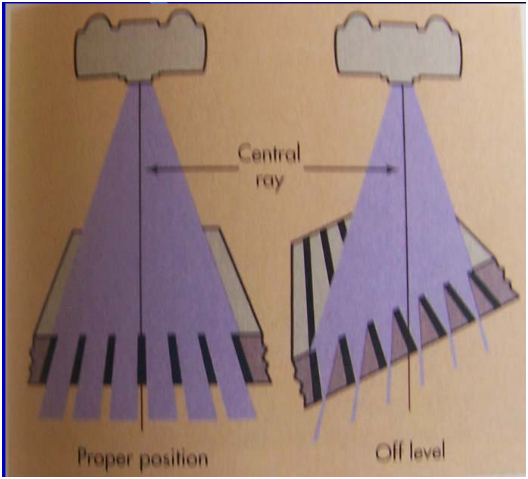 Central
ray
Proper position
Off level